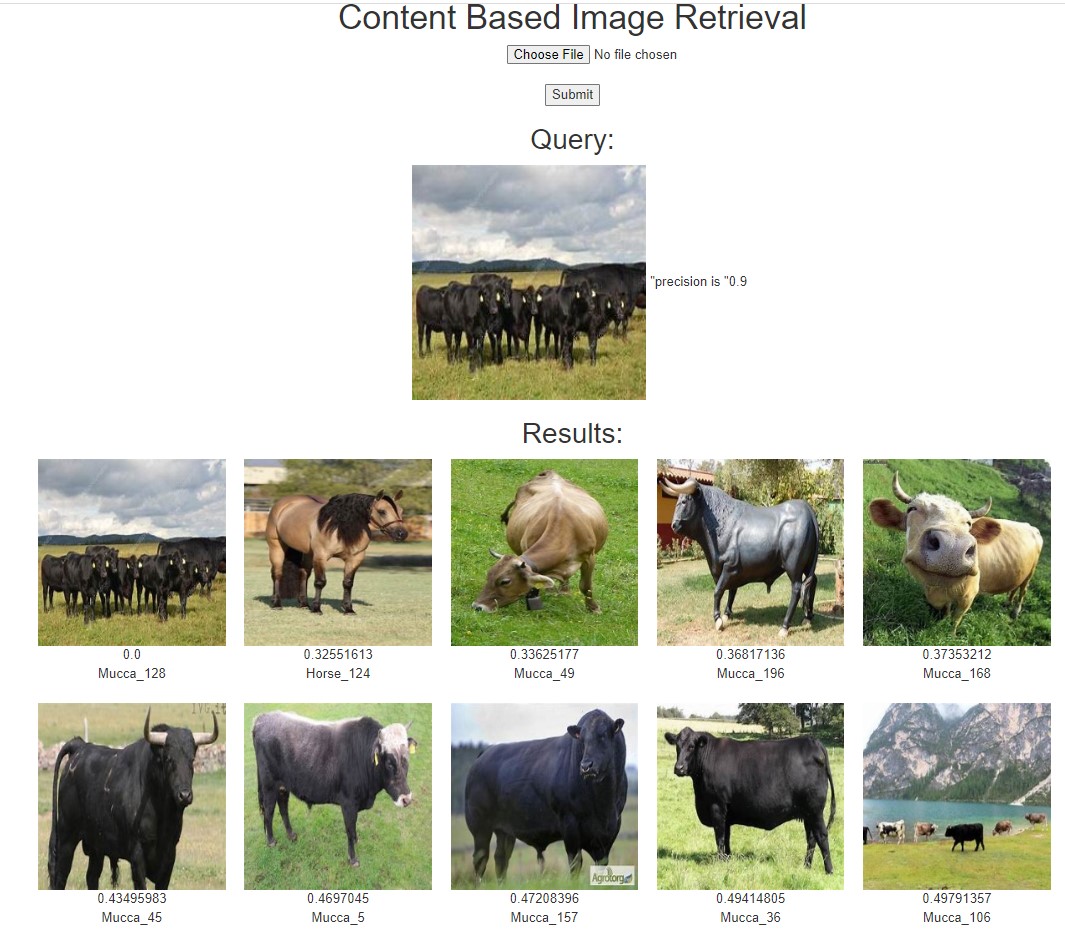 Content Based Image Retrieval
Choose File No file chosen
Submit
Query:
"precision is "0.9
Results:
0.0
Mucca_128
0.32551613
Horse_124
0.33625177
Mucca_49
0.36817136
Mucca_196
0.37353212
Mucca_168
0.43495983
Mucca_45
0.4697045
Mucca_5
Agrotorg
0.47208396
Mucca_157
0.49414805
Mucca_36
0.49791357
Mucca_106